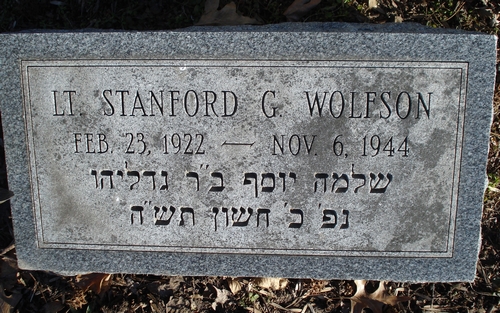 LT. STANFORD G. WOLFSON
FEB. 23, 1922 — NOV. 6, 1944
שלמה יוסף ב״ר גדליהו
נפ׳ כ׳ חשון תש״ה